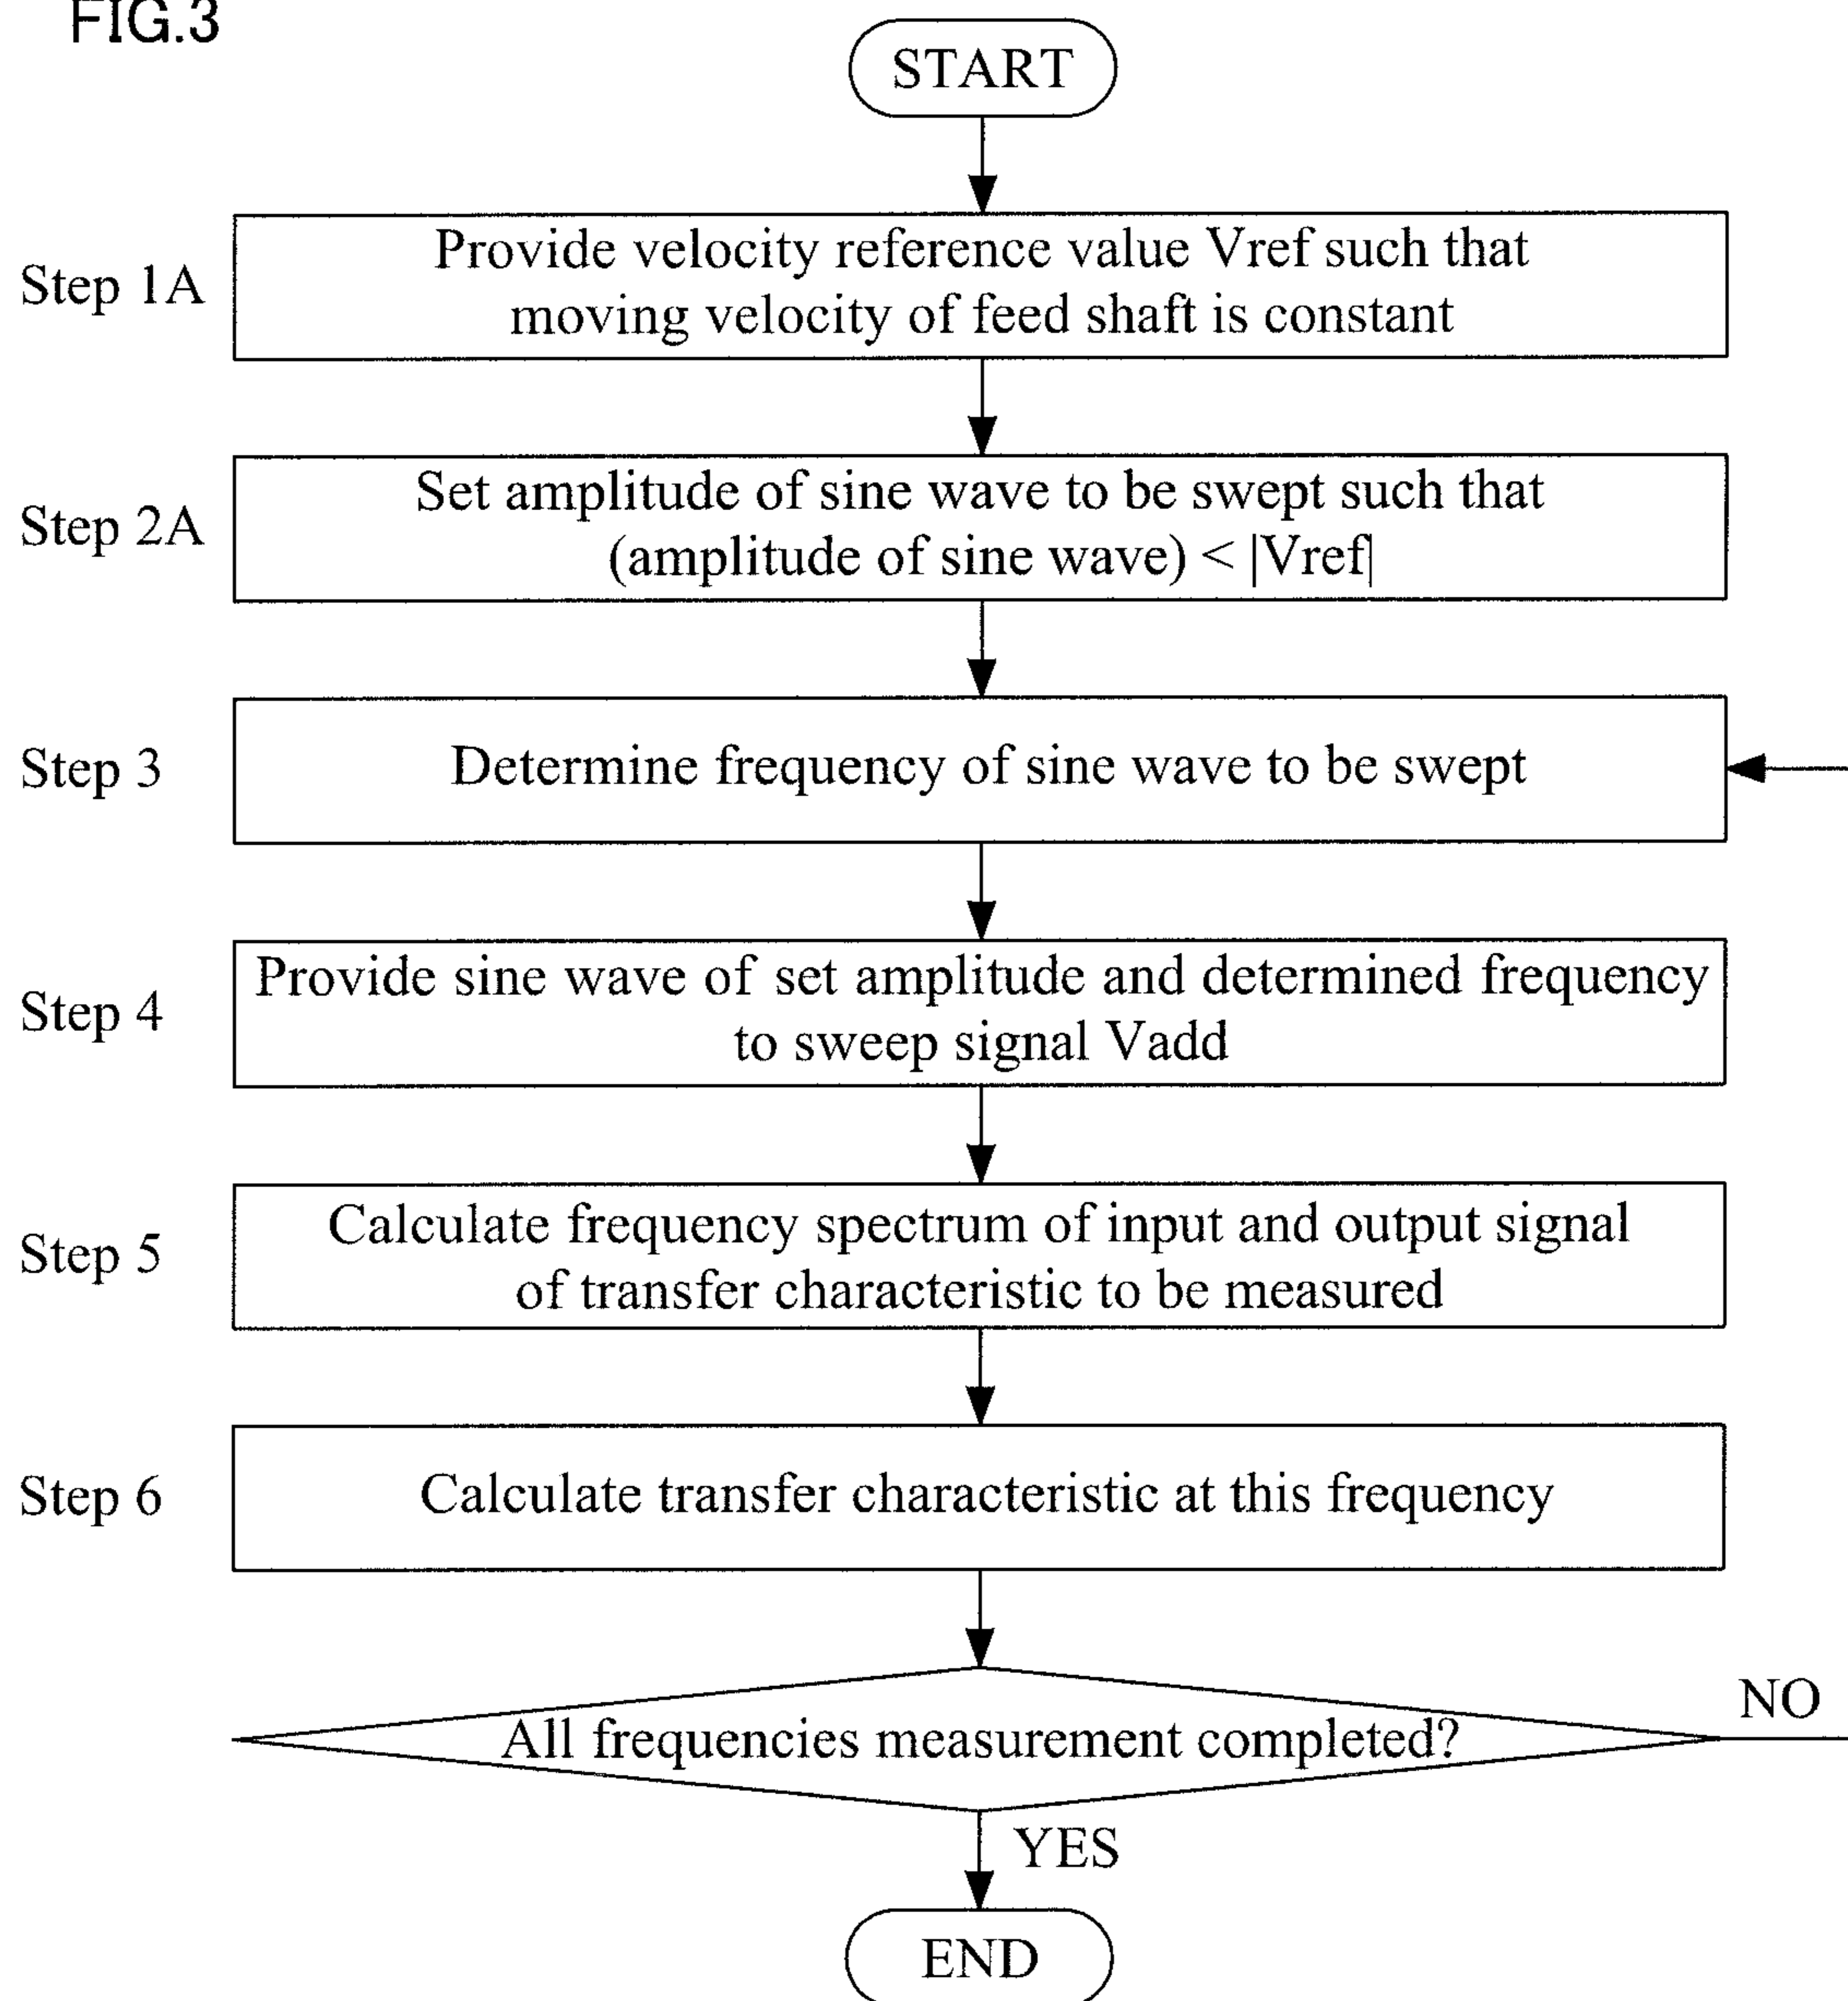 FIG.3
START
Step 1A
Provide velocity reference value Vref such that
moving velocity of feed shaft is constant
Step 2A
Set amplitude of sine wave to be swept such that
(amplitude of sine wave) < |Vref|
Step 3
Determine frequency of sine wave to be swept
Step 4
Provide sine wave of set amplitude and determined frequency
to sweep signal Vadd
Step 5
Calculate frequency spectrum of input and output signal
of transfer characteristic to be measured
Step 6
Calculate transfer characteristic at this frequency
All frequencies measurement completed?
NO
YES
END